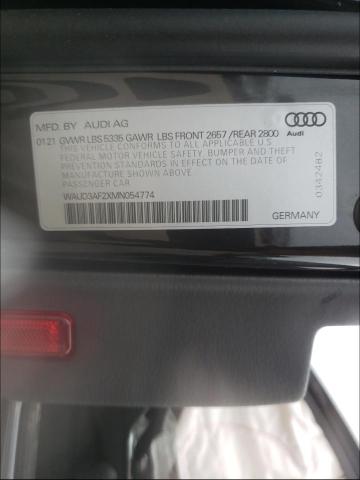 MFD. BY AUDI AG
0121 GVWR LBS 5335 GAWR LBS FRONT 2657 /REAR 2800
THIS VEHICLE CONFORMS TO ALL APPLICABLE U.S.
FEDERAL MOTOR VEHICLE SAFETY, BUMPER AND THEFT
PREVENTION STANDARDS IN EFFECT ON THE DATE OF
MANUFACTURE SHOWN ABOVE.
PASSENGER CAR
WAUD3AF2XMN054774
Audi
0342482
GERMANY